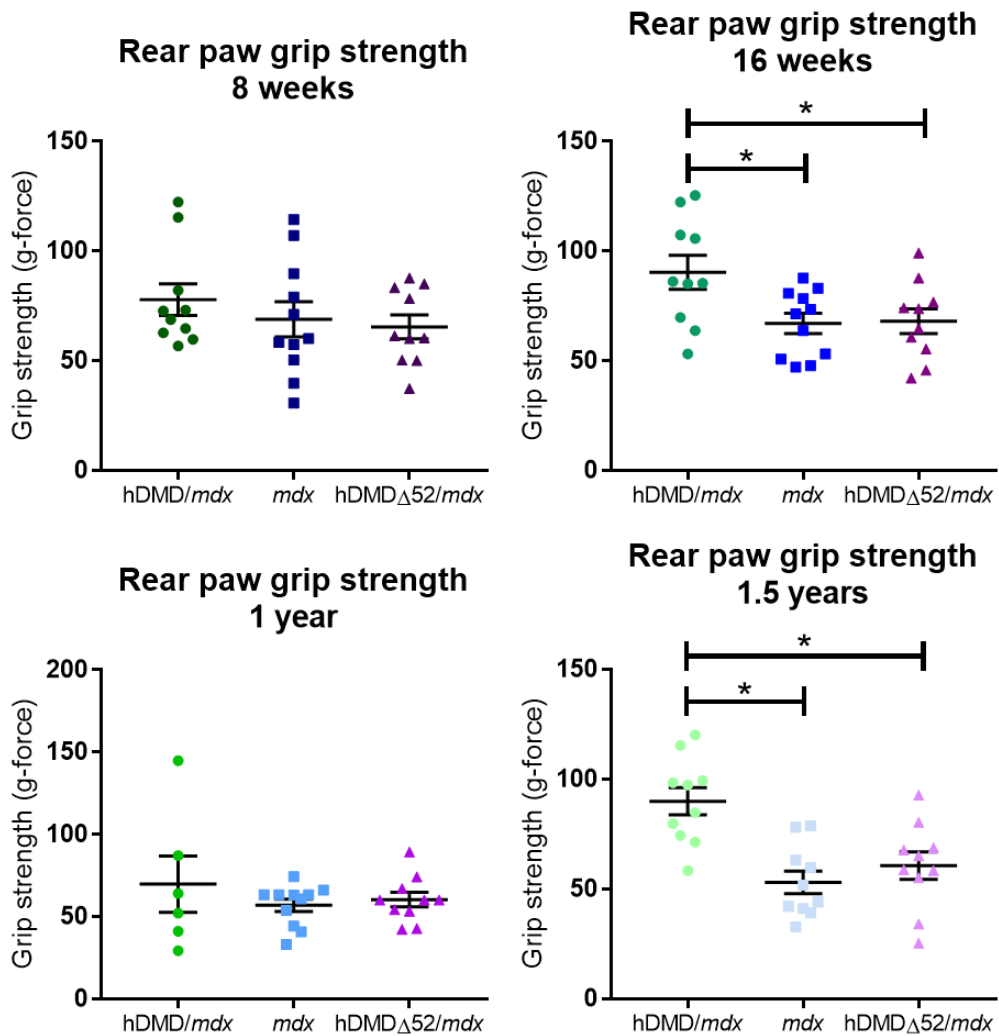 Rear paw grip strength
8 weeks
Grip strength (g-force)
150
100
50
0
hDMD/mdx
mdx
hDMDΔ52/mdx
Rear paw grip strength
16 weeks
Grip strength (g-force)
150
100
50
0
*
*
hDMD/mdx
mdx
hDMDΔ52/mdx
Rear paw grip strength
1 year
Grip strength (g-force)
200
150
100
50
0
hDMD/mdx
mdx
hDMDΔ52/mdx
Rear paw grip strength
1.5 years
Grip strength (g-force)
150
100
50
0
*
*
hDMD/mdx
mdx
hDMDΔ52/mdx